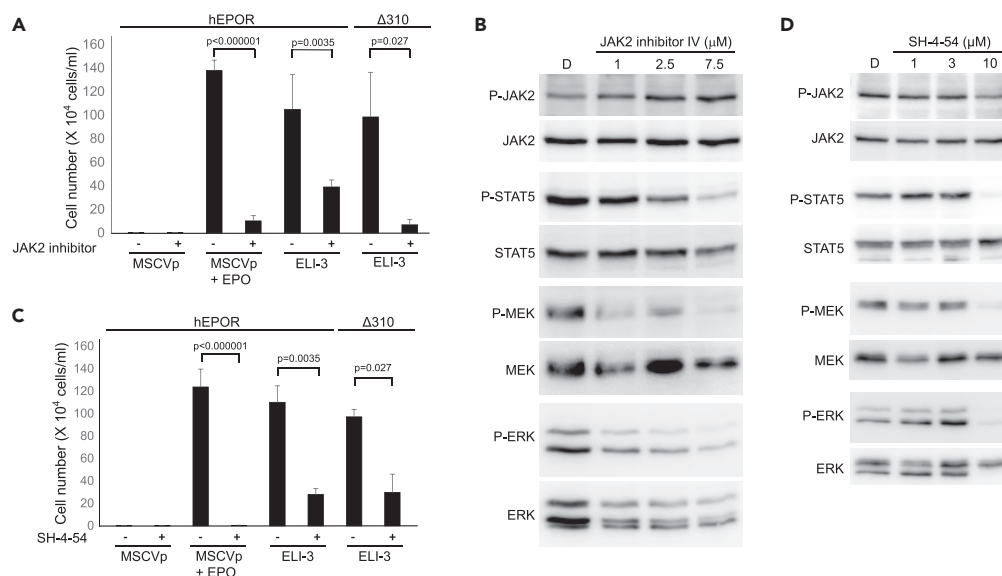 A
hEPOR
Δ310
p<0.000001
p=0.0035
p=0.027
Cell number (X 10⁴ cells/ml)
160
140
120
100
80
60
40
20
0
JAK2 inhibitor
- + - + - + - +
MSCVp
MSCVp
+ EPO
ELI-3
ELI-3
C
hEPOR
Δ310
p<0.000001
p=0.0035
p=0.027
Cell number (X 10⁴ cells/ml)
160
140
120
100
80
60
40
20
0
SH-4-54
- + - + - + - +
MSCVp
MSCVp
+ EPO
ELI-3
ELI-3
B
JAK2 inhibitor IV (μM)
D 1 2.5 7.5
P-JAK2
JAK2
P-STAT5
STAT5
P-MEK
MEK
P-ERK
ERK
D
SH-4-54 (μM)
D 1 3 10
P-JAK2
JAK2
P-STAT5
STAT5
P-MEK
MEK
P-ERK
ERK